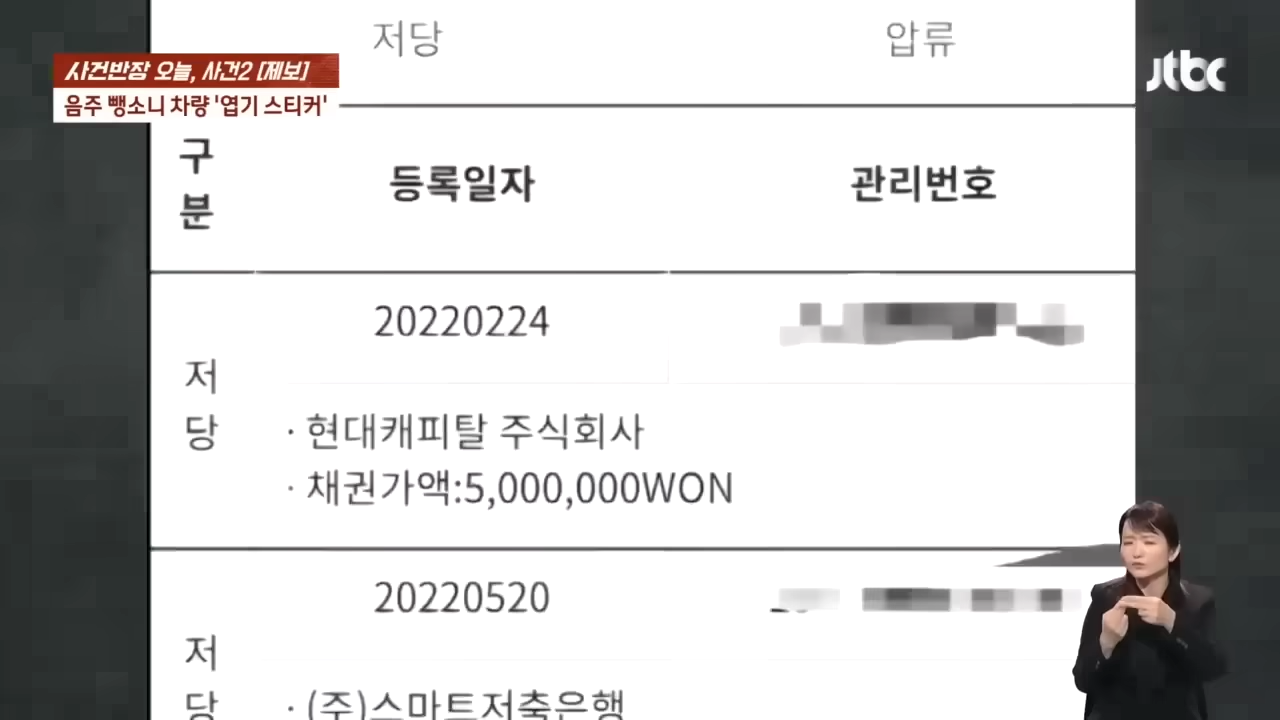 사건반장 오늘, 사건2 [제보]
음주 뺑소니 차량 '엽기 스티커'
jtbc
저당 압류
구분 등록일자 관리번호
20220224
저당
· 현대캐피탈 주식회사
· 채권가액:5,000,000WON
20220520
저당
· (주)스마트저축은행